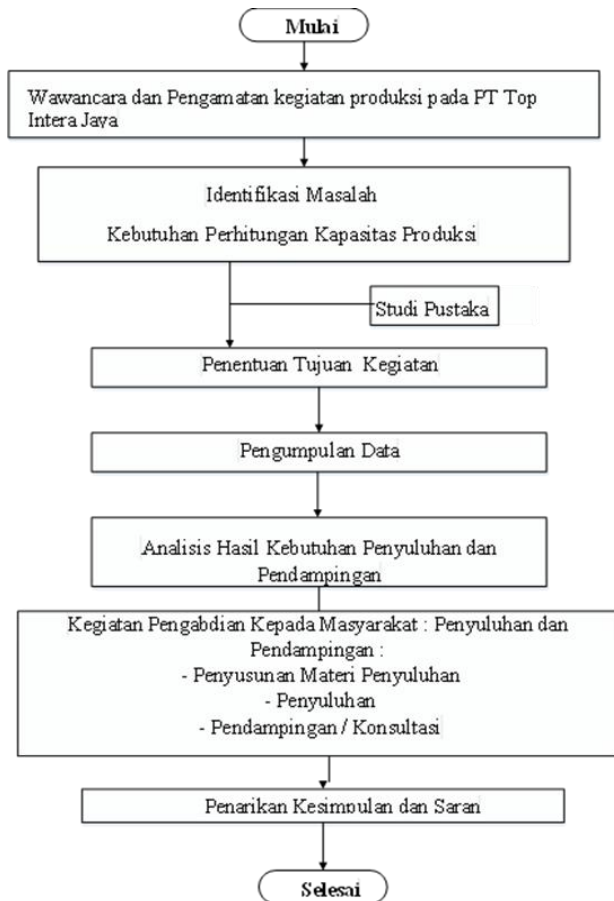 Mulai
Wawancara dan Pengamatan kegiatan produksi pada PT Top
Intera Jaya
Identifikasi Masalah
Kebutuhan Perhitungan Kapasitas Produksi
Studi Pustaka
Penentuan Tujuan Kegiatan
Pengumpulan Data
Analisis Hasil Kebutuhan Penyuluhan dan
Pendampingan
Kegiatan Pengabdian Kepada Masyarakat : Penyuluhan dan
Pendampingan :
- Penyusunan Materi Penyuluhan
- Penyuluhan
- Pendampingan / Konsultasi
Penarikan Kesimpulan dan Saran
Selesai